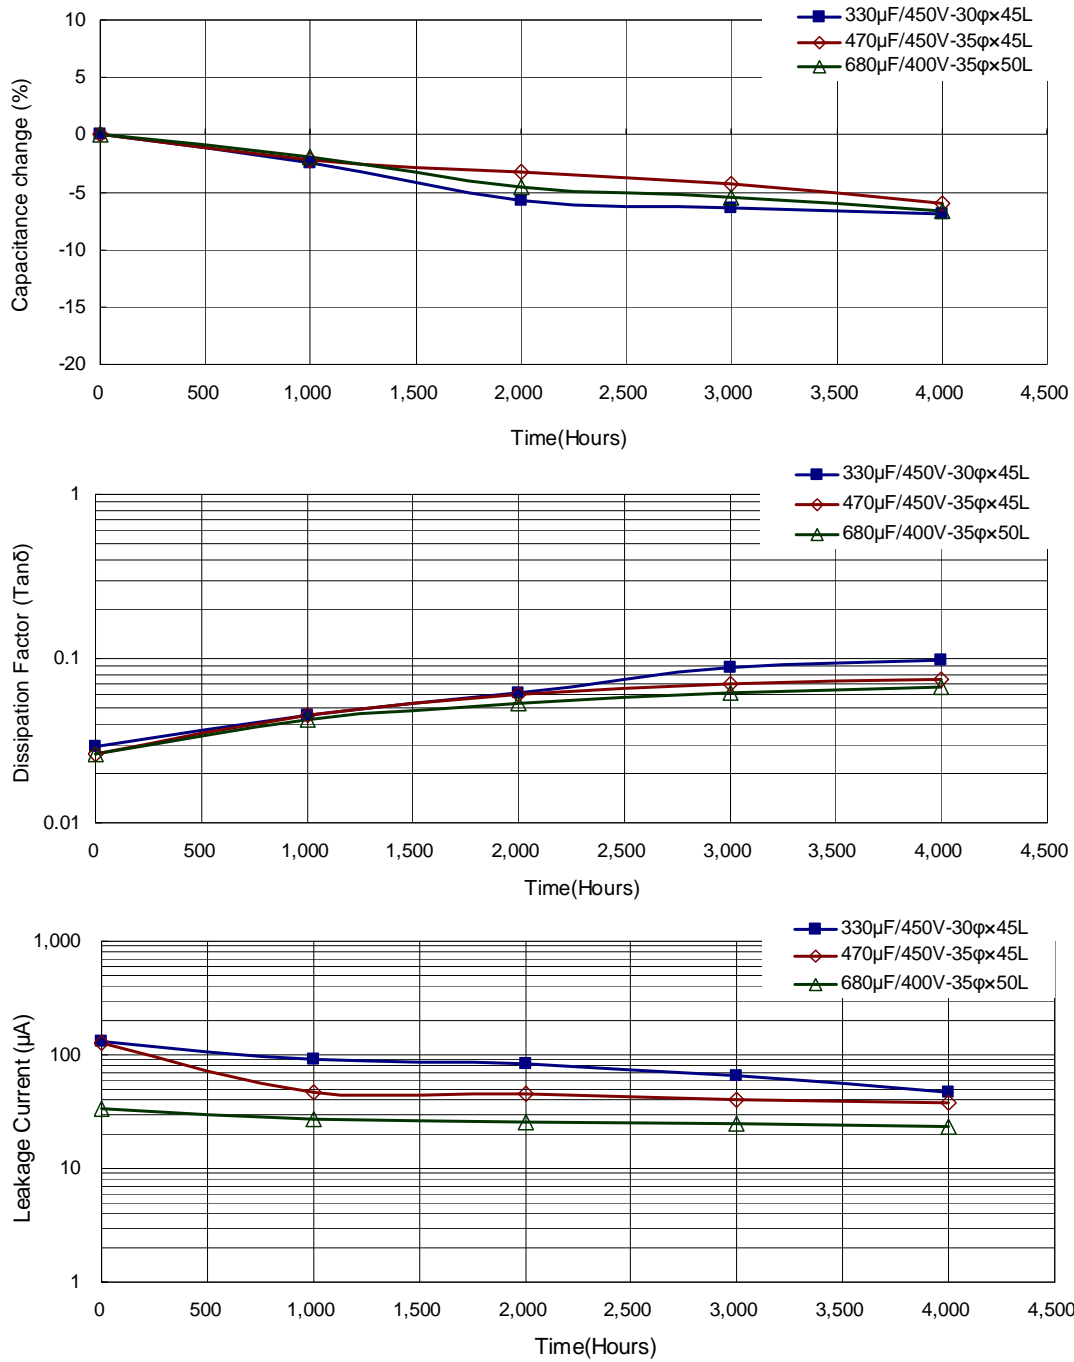 330µF/450V-30φ×45L
470µF/450V-35φ×45L
680µF/400V-35φ×50L
Capacitance change (%)
10
5
0
-5
-10
-15
-20
0 500 1,000 1,500 2,000 2,500 3,000 3,500 4,000 4,500
Time(Hours)
330µF/450V-30φ×45L
470µF/450V-35φ×45L
680µF/400V-35φ×50L
Dissipation Factor (Tanδ)
1
0.1
0.01
0 500 1,000 1,500 2,000 2,500 3,000 3,500 4,000 4,500
Time(Hours)
330µF/450V-30φ×45L
470µF/450V-35φ×45L
680µF/400V-35φ×50L
Leakage Current (µA)
1,000
100
10
1
0 500 1,000 1,500 2,000 2,500 3,000 3,500 4,000 4,500
Time(Hours)